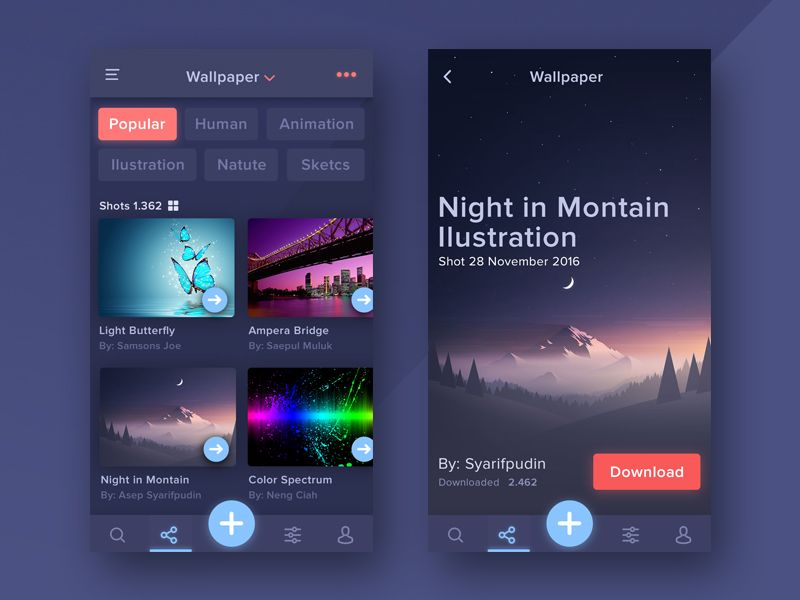 Wallpaper
Popular
Human
Animation
Ilustration
Natute
Sketcs
Shots 1.362
Light Butterfly
By: Samsons Joe
Ampera Bridge
By: Saepul Muluk
Night in Montain
By: Asep Syarifpudin
Color Spectrum
By: Neng Ciah
Wallpaper
Night in Montain
Ilustration
Shot 28 November 2016
By: Syarifpudin
Downloaded 2.462
Download